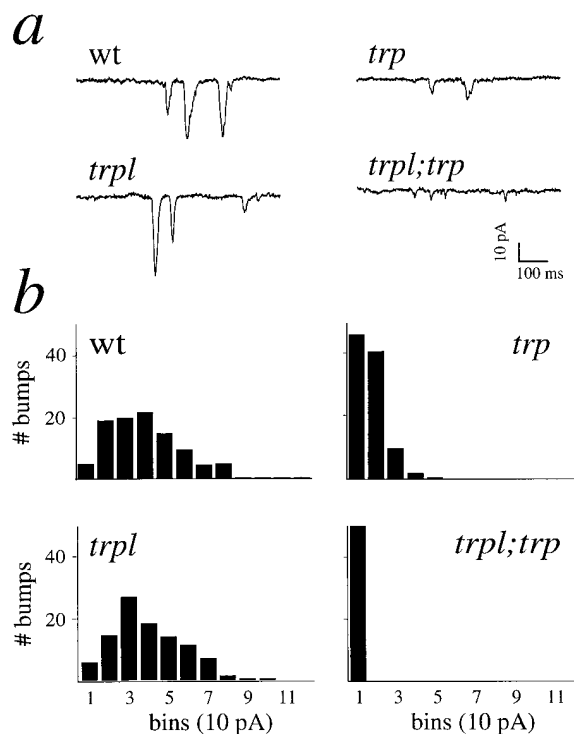 a
wt
trp
trpl
trpl;trp
10 pA
100 ms
b
wt
trp
# bumps
40
20
trpl
trpl;trp
# bumps
40
20
1 3 5 7 9 11
1 3 5 7 9 11
bins (10 pA)
bins (10 pA)